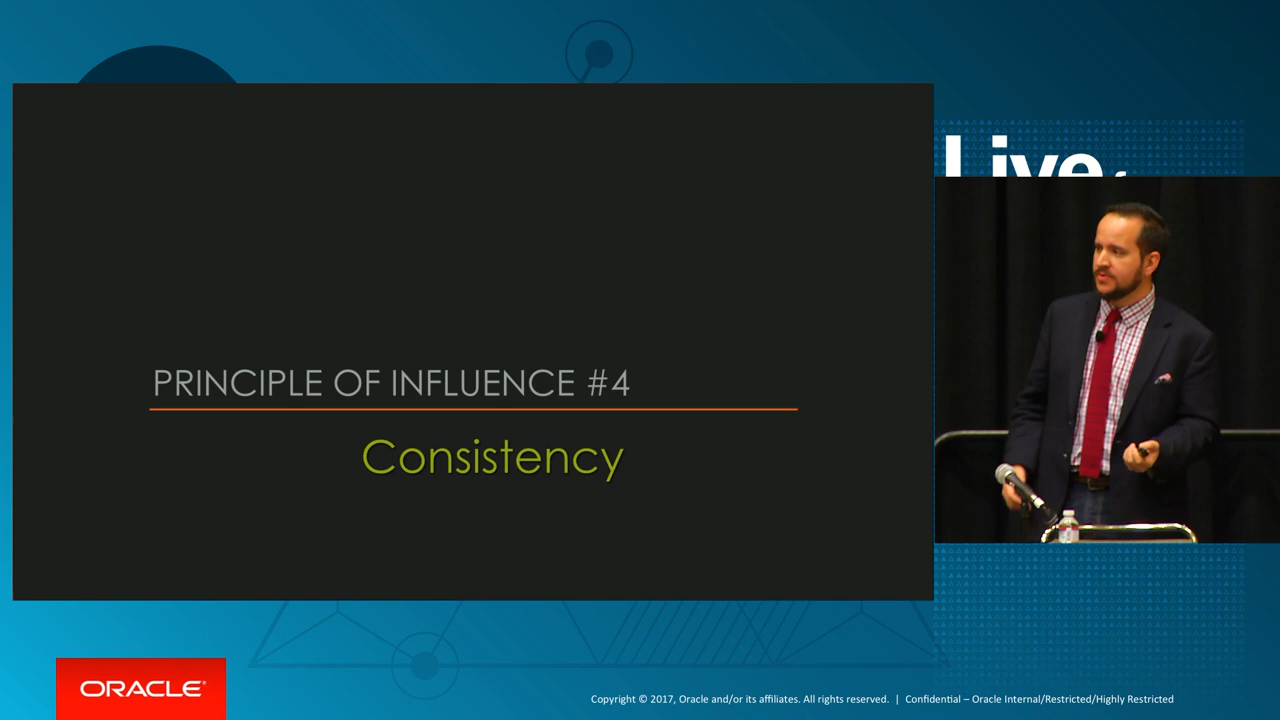 Live
PRINCIPLE OF INFLUENCE #4
Consistency
ORACLE®
Copyright © 2017, Oracle and/or its affiliates. All rights reserved. | Confidential – Oracle Internal/Restricted/Highly Restricted